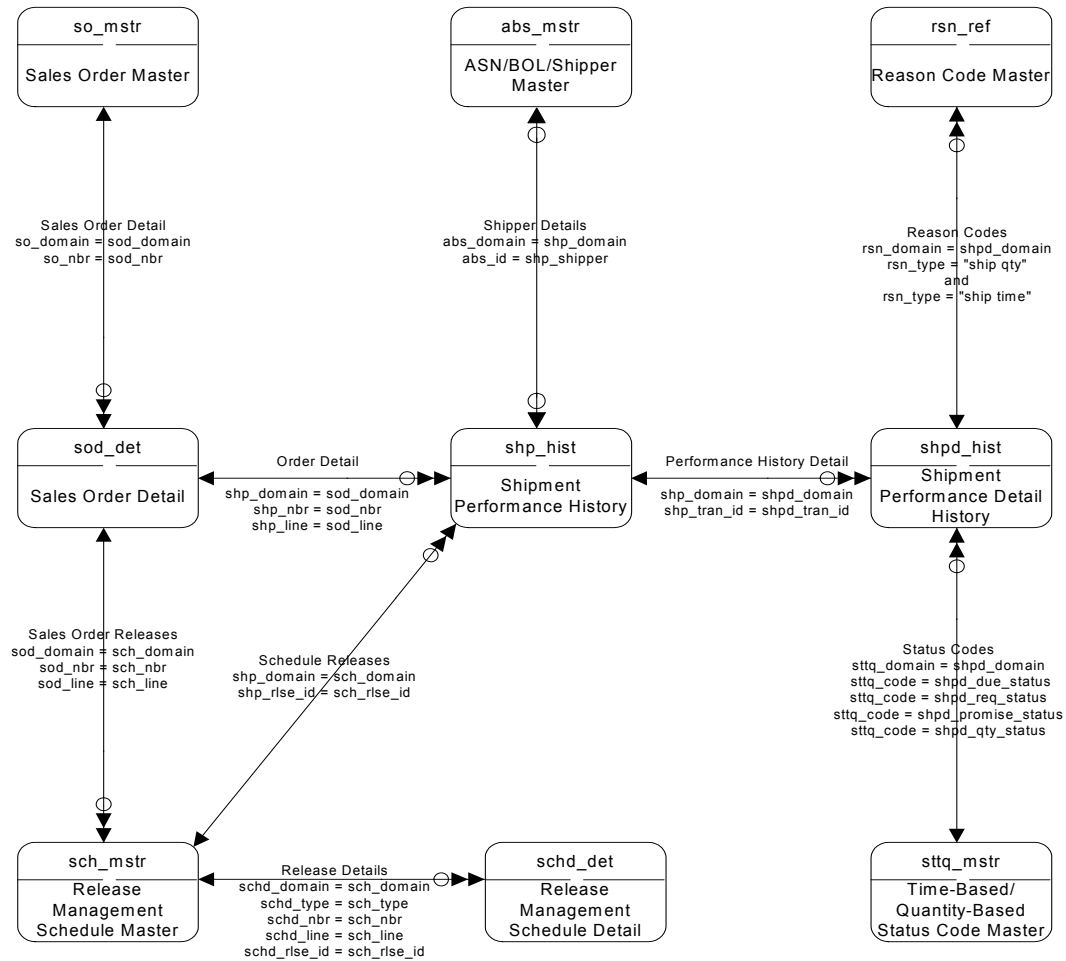 so_mstr
Sales Order Master
abs_mstr
ASN/BOL/Shipper
Master
rsn_ref
Reason Code Master
Sales Order Detail
so_domain = sod_domain
so_nbr = sod_nbr
Shipper Details
abs_domain = shp_domain
abs_id = shp_shipper
Reason Codes
rsn_domain = shpd_domain
rsn_type = "ship qty"
and
rsn_type = "ship time"
sod_det
Sales Order Detail
Order Detail
shp_domain = sod_domain
shp_nbr = sod_nbr
shp_line = sod_line
shp_hist
Shipment
Performance History
Performance History Detail
shp_domain = shpd_domain
shp_tran_id = shpd_tran_id
shpd_hist
Shipment
Performance Detail
History
Sales Order Releases
sod_domain = sch_domain
sod_nbr = sch_nbr
sod_line = sch_line
Schedule Releases
shp_domain = sch_domain
shp_rlse_id = sch_rlse_id
Status Codes
sttq_domain = shpd_domain
sttq_code = shpd_due_status
sttq_code = shpd_req_status
sttq_code = shpd_promise_status
sttq_code = shpd_qty_status
sch_mstr
Release
Management
Schedule Master
Release Details
schd_domain = sch_domain
schd_type = sch_type
schd_nbr = sch_nbr
schd_line = sch_line
schd_rlse_id = sch_rlse_id
schd_det
Release
Management
Schedule Detail
sttq_mstr
Time-Based/
Quantity-Based
Status Code Master